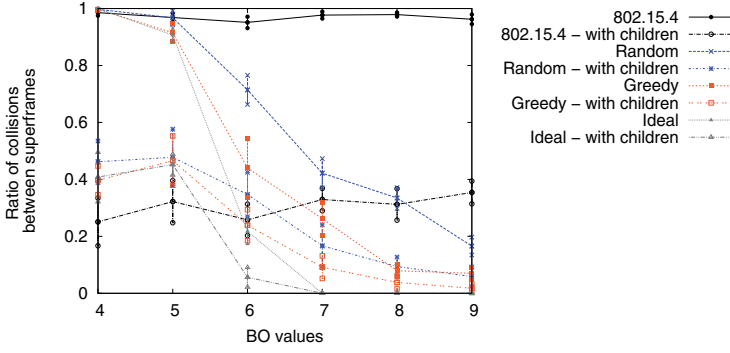 Ratio of collisions
between superframes
1
0.8
0.6
0.4
0.2
0
4
5
6
7
8
9
BO values
802.15.4
802.15.4 − with children
Random
Random − with children
Greedy
Greedy − with children
Ideal
Ideal − with children